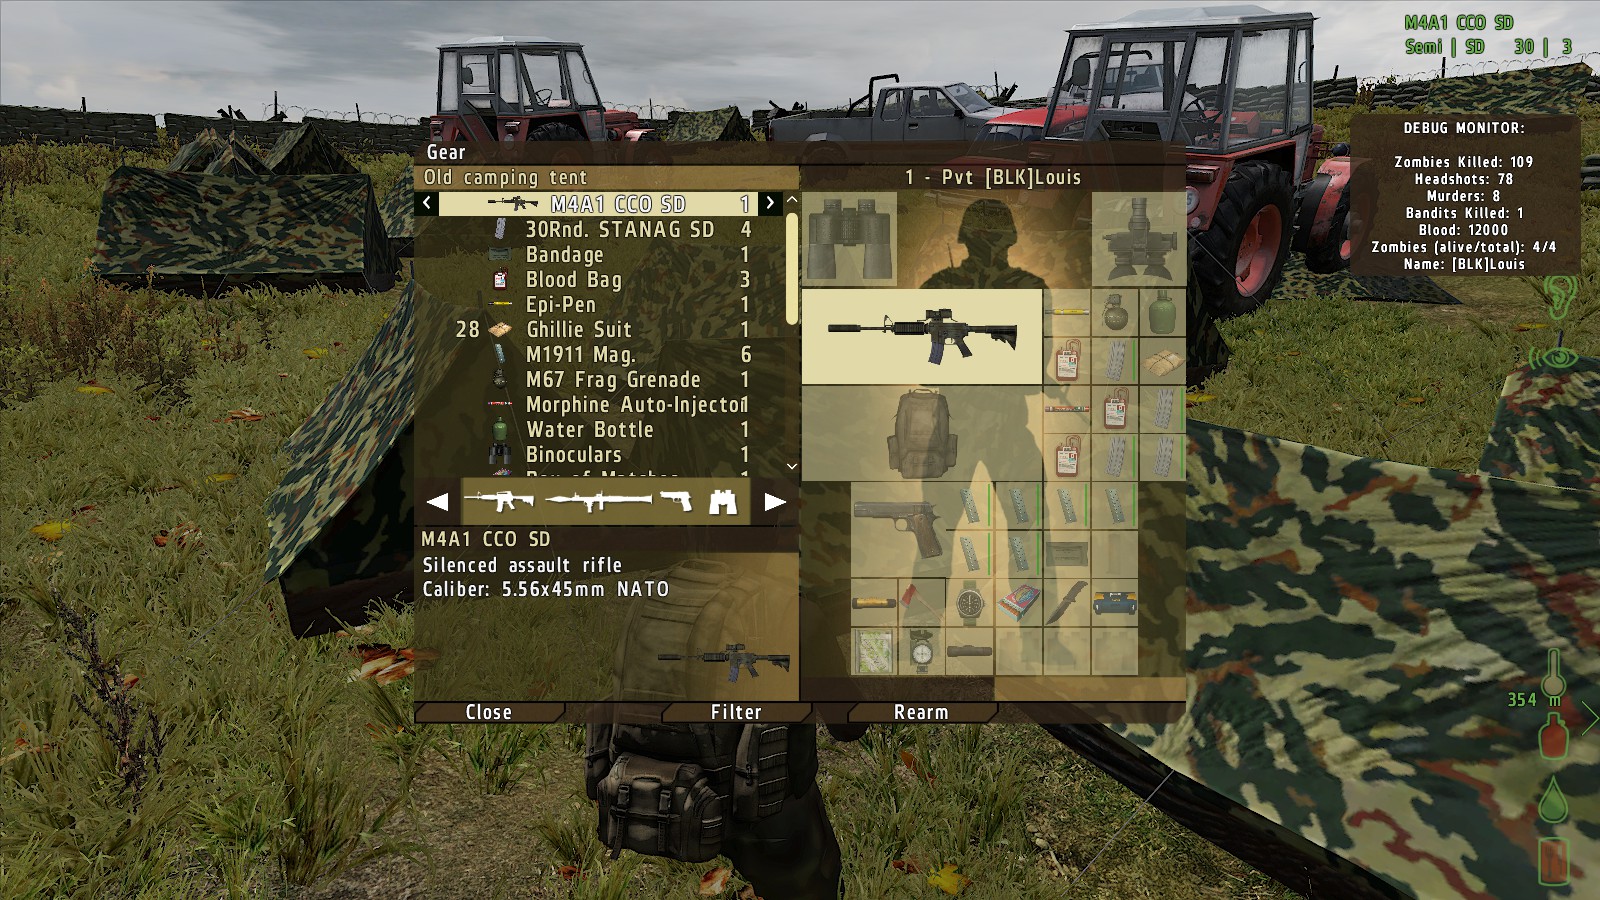 M4A1 CCO SD
Semi | SD 30 | 3
DEBUG MONITOR:
Zombies Killed: 109
Headshots: 78
Murders: 8
Bandits Killed: 1
Blood: 12000
Zombies (alive/total): 4/4
Name: [BLK]Louis
Gear
Old camping tent
1 - Pvt [BLK]Louis
M4A1 CCO SD 1
30Rnd. STANAG SD 4
Bandage 1
Blood Bag 3
Epi-Pen 1
28 Ghillie Suit 1
M1911 Mag. 6
M67 Frag Grenade 1
Morphine Auto-Injector 1
Water Bottle 1
Binoculars 1
Box of Matches 1
M4A1 CCO SD
Silenced assault rifle
Caliber: 5.56x45mm NATO
354 m
Close
Filter
Rearm